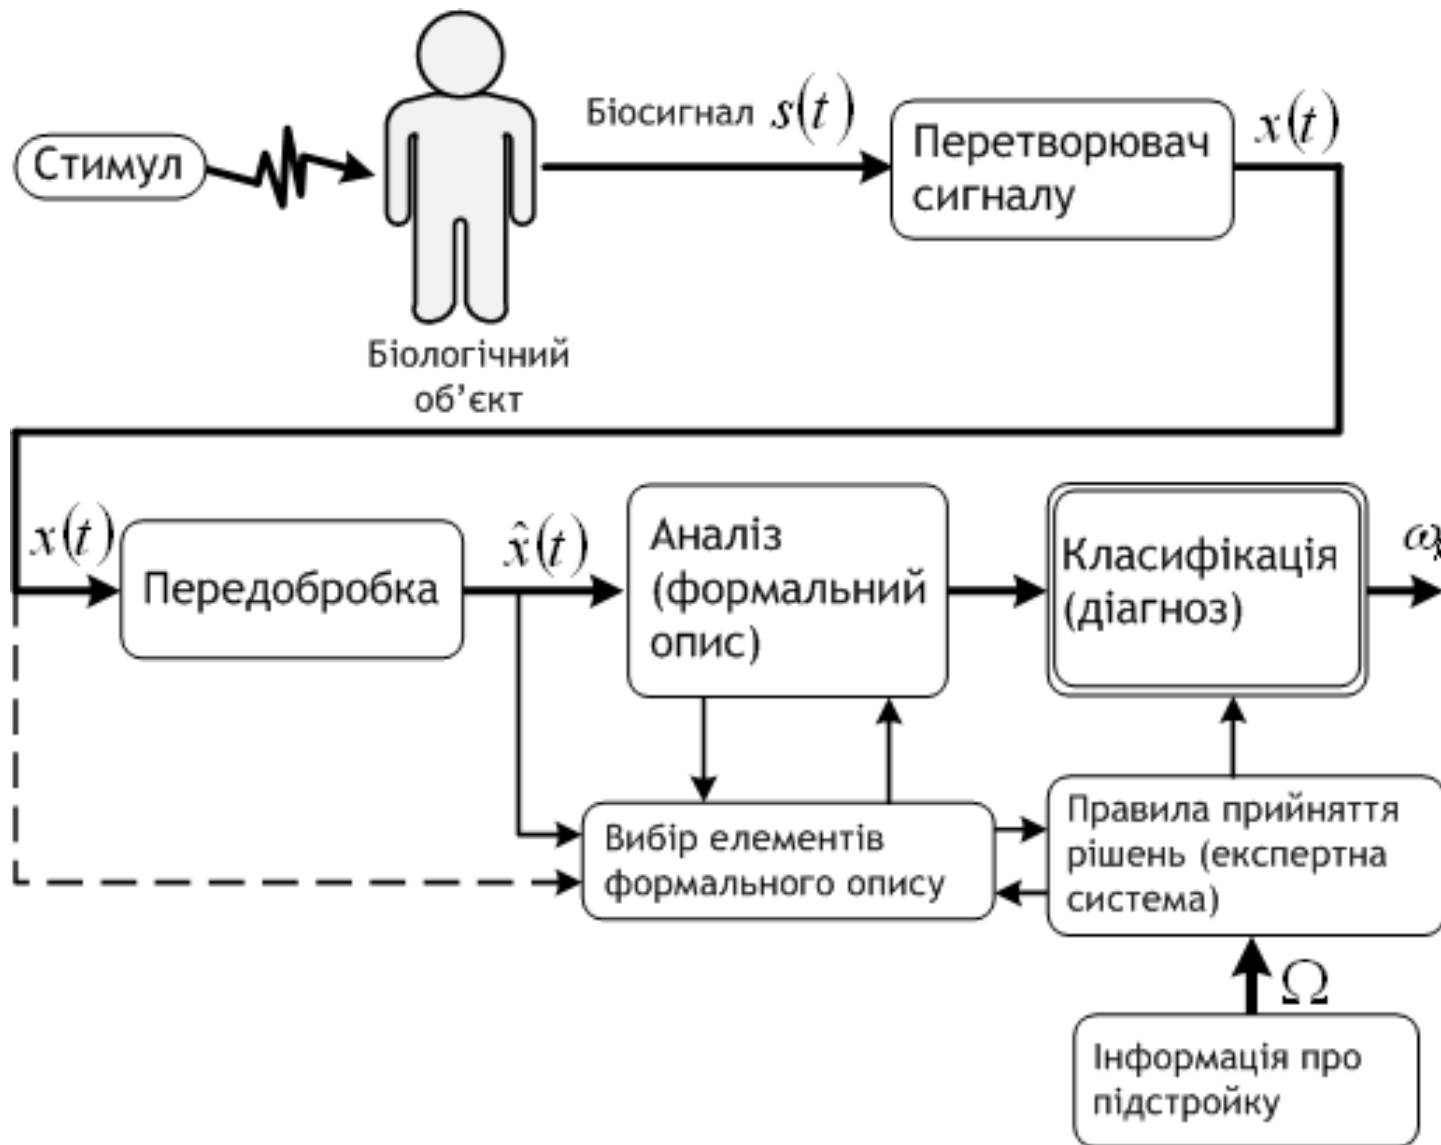 Стимул
Біосигнал s(t)
Перетворювач
сигналу
x(t)
Біологічний
об’єкт
x(t)
Передобробка
x̂(t)
Аналіз
(формальний
опис)
Класифікація
(діагноз)
Вибір елементів
формального опису
Правила прийняття
рішень (експертна
система)
Ω
Інформація про
підстройку